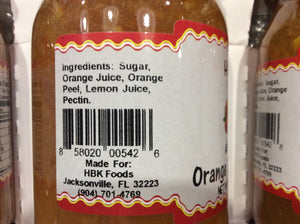 Ingredients: Sugar,
Orange Juice, Orange
Peel, Lemon Juice,
Pectin.
8 58020 00542 6
Made For:
HBK Foods
Jacksonville, FL 32223
(904) 701-4769
Orange